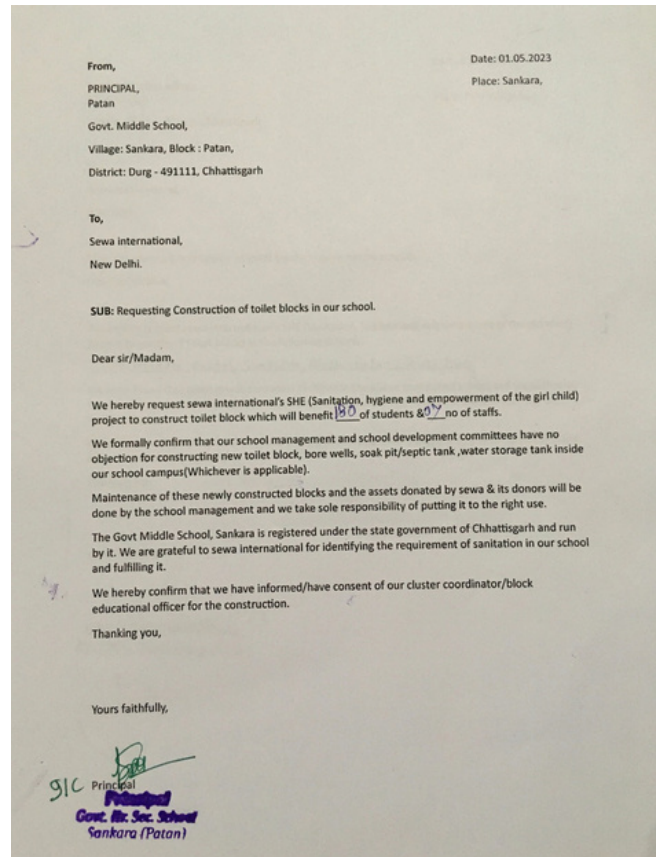 Date: 01.05.2023
From,
Place: Sankara,
PRINCIPAL,
Patan
Govt. Middle School,
Village: Sankara, Block : Patan,
District: Durg - 491111, Chhattisgarh
To,
Sewa international,
New Delhi.
SUB: Requesting Construction of toilet blocks in our school.
Dear sir/Madam,
We hereby request sewa international's SHE (Sanitation, hygiene and empowerment of the girl child)
project to construct toilet block which will benefit 180 of students & no of staffs.
We formally confirm that our school management and school development committees have no
objection for constructing new toilet block, bore wells, soak pit/septic tank ,water storage tank inside
our school campus(Whichever is applicable).
Maintenance of these newly constructed blocks and the assets donated by sewa & its donors will be
done by the school management and we take sole responsibility of putting it to the right use.
The Govt Middle School, Sankara is registered under the state government of Chhattisgarh and run
by it. We are grateful to sewa international for identifying the requirement of sanitation in our school
and fulfilling it.
We hereby confirm that we have informed/have consent of our cluster coordinator/block
educational officer for the construction.
Thanking you,
Yours faithfully,
Principal
Principal
Govt. Hr. Sec. School
Sankara (Patan)